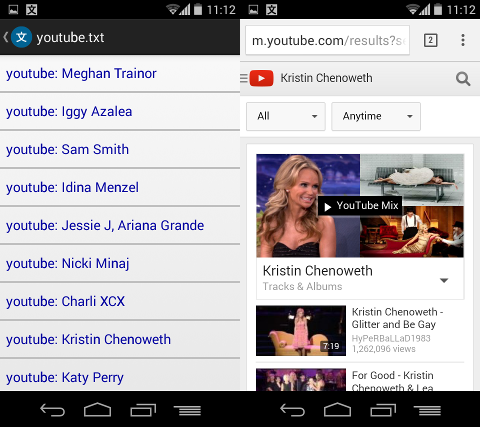 11:12
文 youtube.txt
youtube: Meghan Trainor
youtube: Iggy Azalea
youtube: Sam Smith
youtube: Idina Menzel
youtube: Jessie J, Ariana Grande
youtube: Nicki Minaj
youtube: Charli XCX
youtube: Kristin Chenoweth
youtube: Katy Perry
11:12
m.youtube.com/results?se
2
Kristin Chenoweth
All
Anytime
YouTube Mix
Kristin Chenoweth
Tracks & Albums
7:19
Kristin Chenoweth -
Glitter and Be Gay
HyPeRBaLLaD1983
1,262,096 views
For Good - Kristin
Chenoweth & Lea